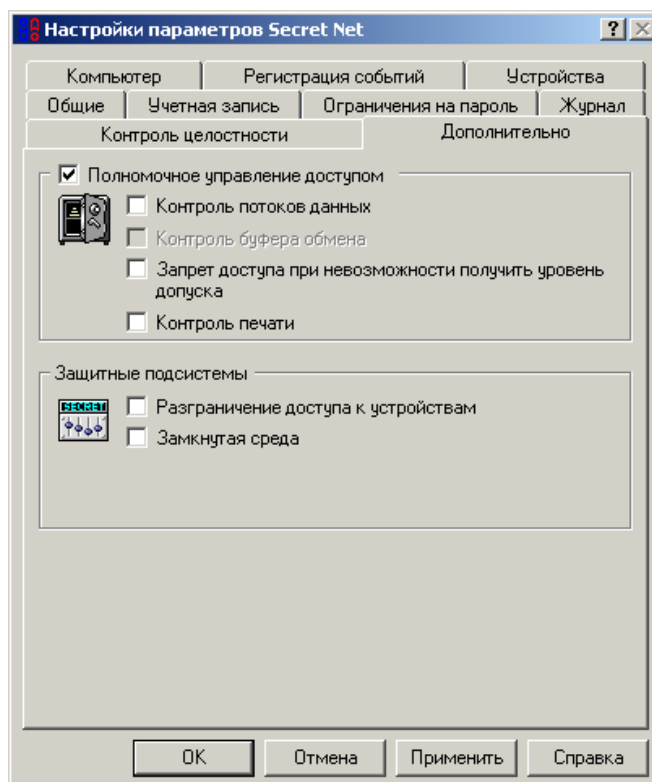 Настройки параметров Secret Net
Компьютер Регистрация событий Устройства
Общие Учетная запись Ограничения на пароль Журнал
Контроль целостности Дополнительно
Полномочное управление доступом
Контроль потоков данных
Контроль буфера обмена
Запрет доступа при невозможности получить уровень
допуска
Контроль печати
Защитные подсистемы
SECRET
Разграничение доступа к устройствам
Замкнутая среда
OK Отмена Применить Справка